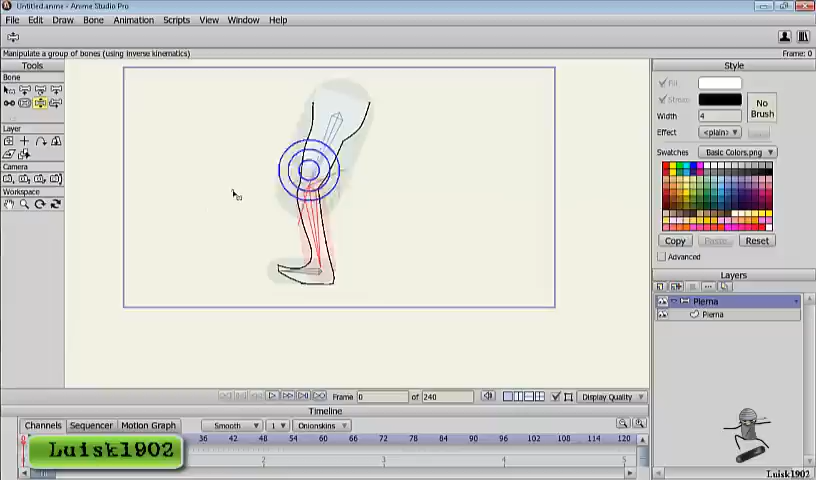 Untitled.anme - Anime Studio Pro
File Edit Draw Bone Animation Scripts View Window Help
Manipulate a group of bones (using inverse kinematics)
Frame: 0
Tools
Bone
Layer
Camera
Workspace
Style
Fill
Stroke
No Brush
Width 4
Effect <plain>
Swatches Basic Colors.png
Copy Paste Reset
Advanced
Layers
Pierna
Pierna
Frame 0 of 240 Display Quality
Timeline
Channels Sequencer Motion Graph Smooth 1 Onionskins
36 42 48 54 60 66 72 78 84 90 96 102 108 114 120
2 3 4 5
Luisk1902
Luisk1902